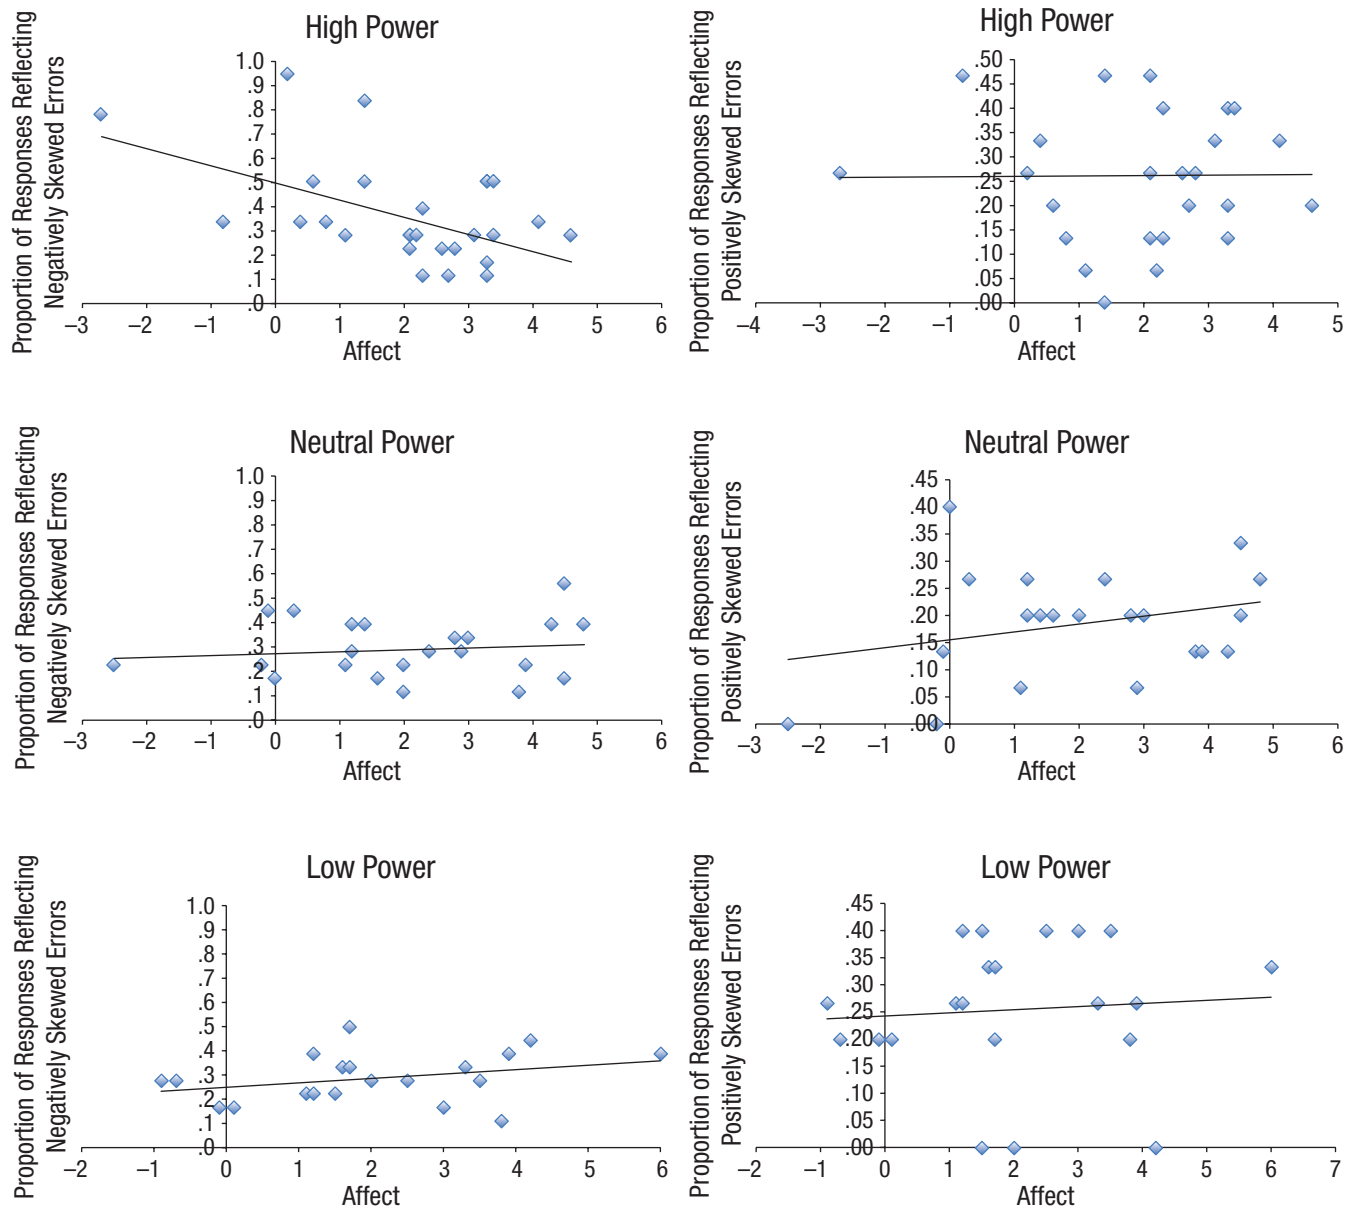 High Power
Proportion of Responses Reflecting
Negatively Skewed Errors
1.0
.9
.8
.7
.6
.5
.4
.3
.2
.1
.0
–3 –2 –1 0 1 2 3 4 5 6
Affect
High Power
Proportion of Responses Reflecting
Positively Skewed Errors
.50
.45
.40
.35
.30
.25
.20
.15
.10
.05
.00
–4 –3 –2 –1 0 1 2 3 4 5
Affect
Neutral Power
Proportion of Responses Reflecting
Negatively Skewed Errors
1.0
.9
.8
.7
.6
.5
.4
.3
.2
.1
.0
–3 –2 –1 0 1 2 3 4 5 6
Affect
Neutral Power
Proportion of Responses Reflecting
Positively Skewed Errors
.45
.40
.35
.30
.25
.20
.15
.10
.05
.00
–3 –2 –1 0 1 2 3 4 5 6
Affect
Low Power
Proportion of Responses Reflecting
Negatively Skewed Errors
1.0
.9
.8
.7
.6
.5
.4
.3
.2
.1
.0
–2 –1 0 1 2 3 4 5 6
Affect
Low Power
Proportion of Responses Reflecting
Positively Skewed Errors
.45
.40
.35
.30
.25
.20
.15
.10
.05
.00
–2 –1 0 1 2 3 4 5 6 7
Affect